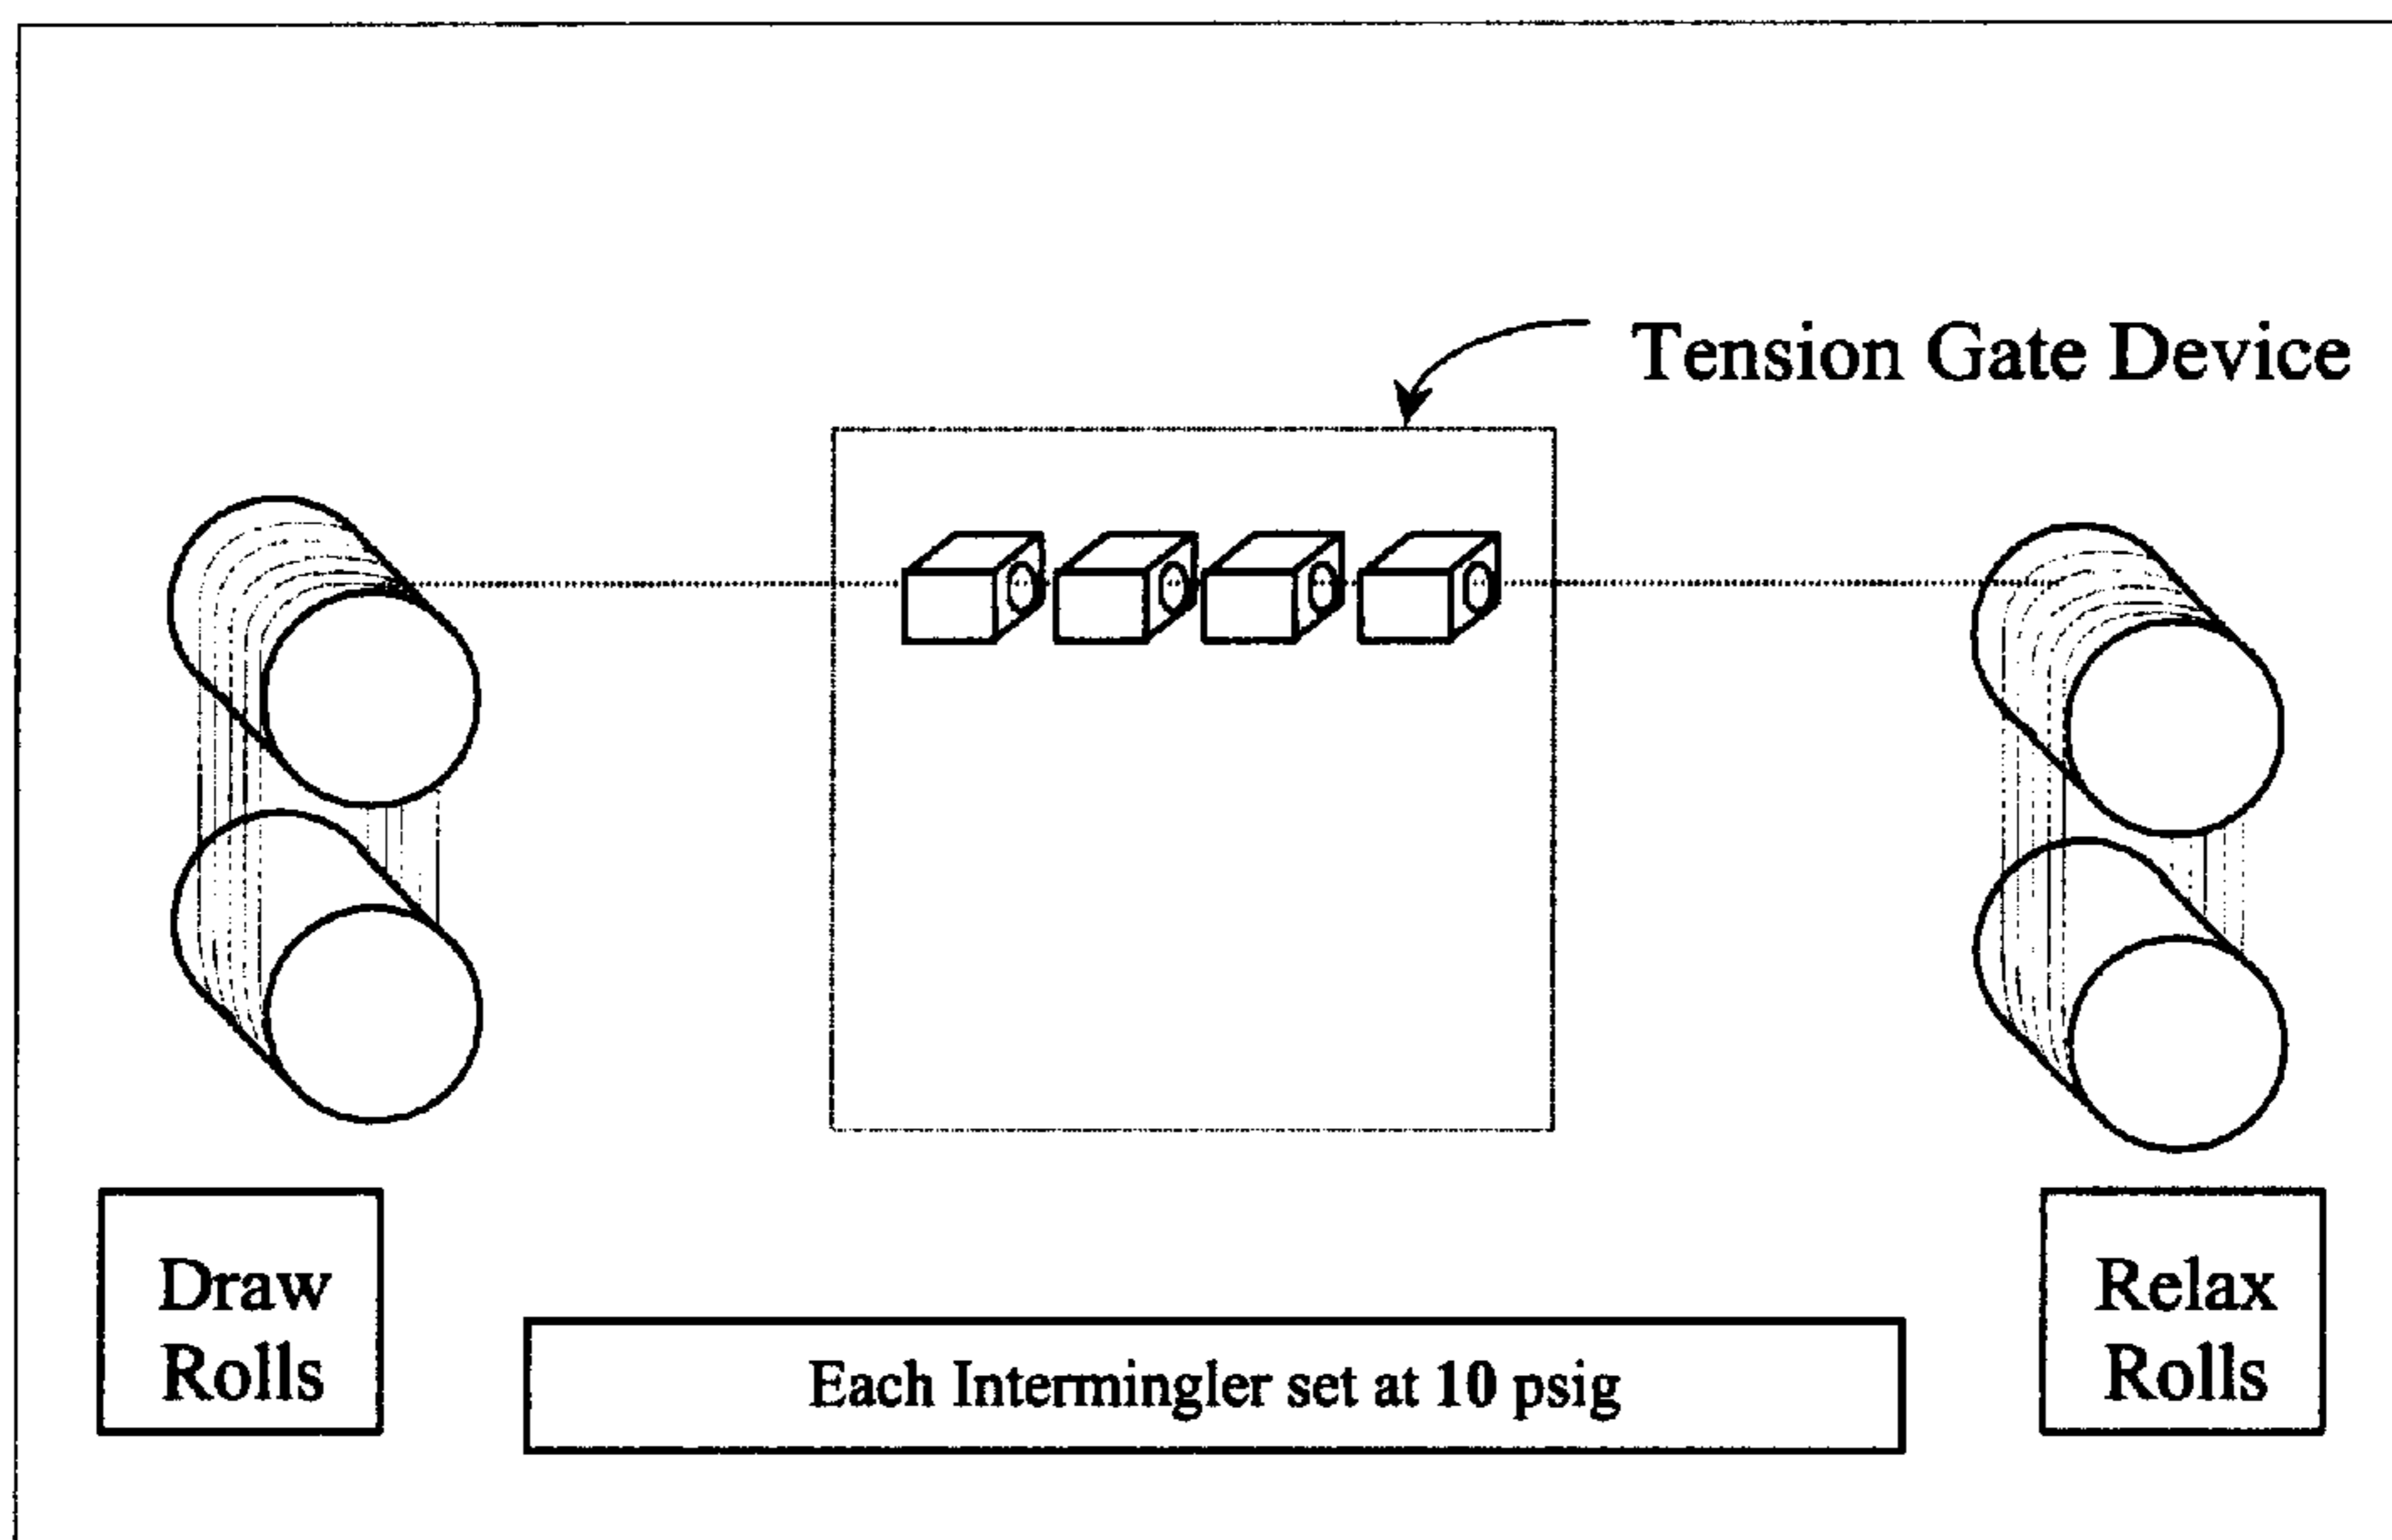 Tension Gate Device
Draw
Rolls
Each Intermingler set at 10 psig
Relax
Rolls